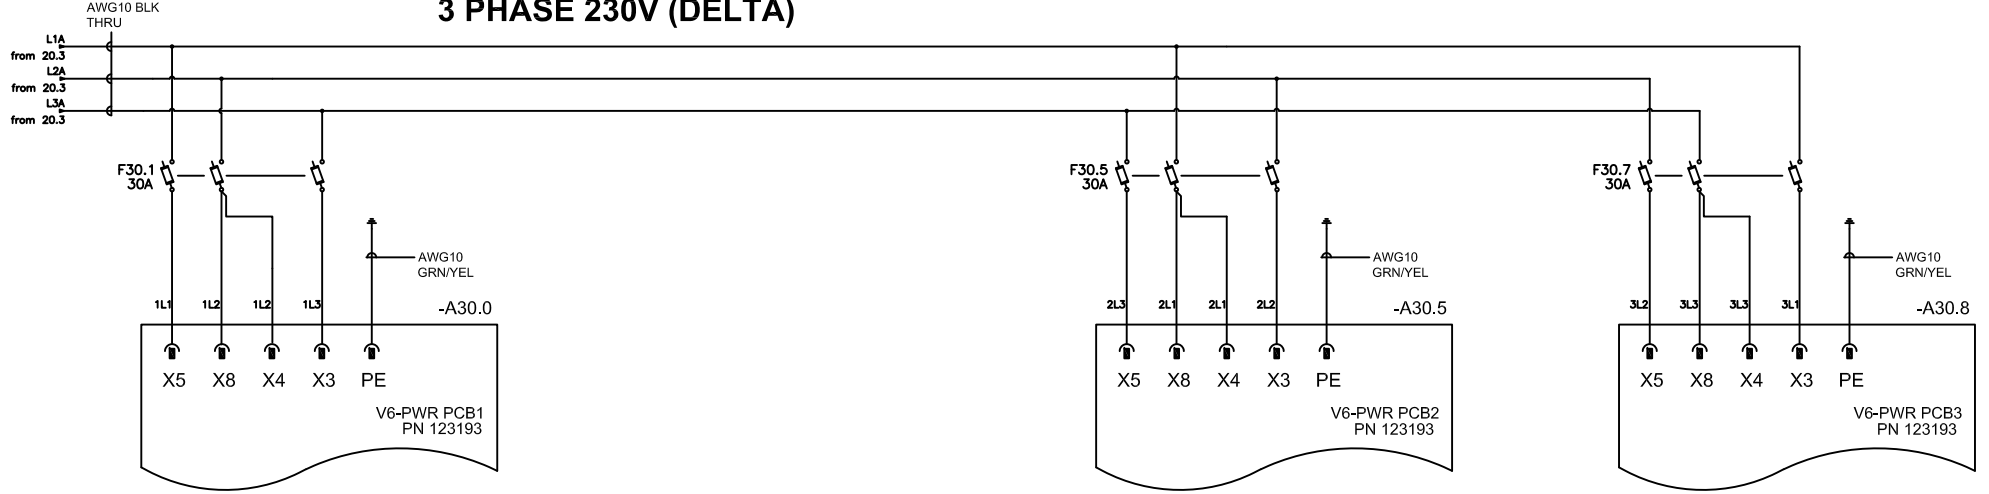 AWG10 BLK
THRU
3 PHASE 230V (DELTA)
L1A
from 20.3
L2A
from 20.3
L3A
from 20.3
F30.1
30A
F30.5
30A
F30.7
30A
AWG10
GRN/YEL
AWG10
GRN/YEL
AWG10
GRN/YEL
1L1
1L2
1L2
1L3
-A30.0
2L3
2L1
2L1
2L2
-A30.5
3L2
3L3
3L3
3L1
-A30.8
X5
X8
X4
X3
PE
X5
X8
X4
X3
PE
X5
X8
X4
X3
PE
V6-PWR PCB1
PN 123193
V6-PWR PCB2
PN 123193
V6-PWR PCB3
PN 123193